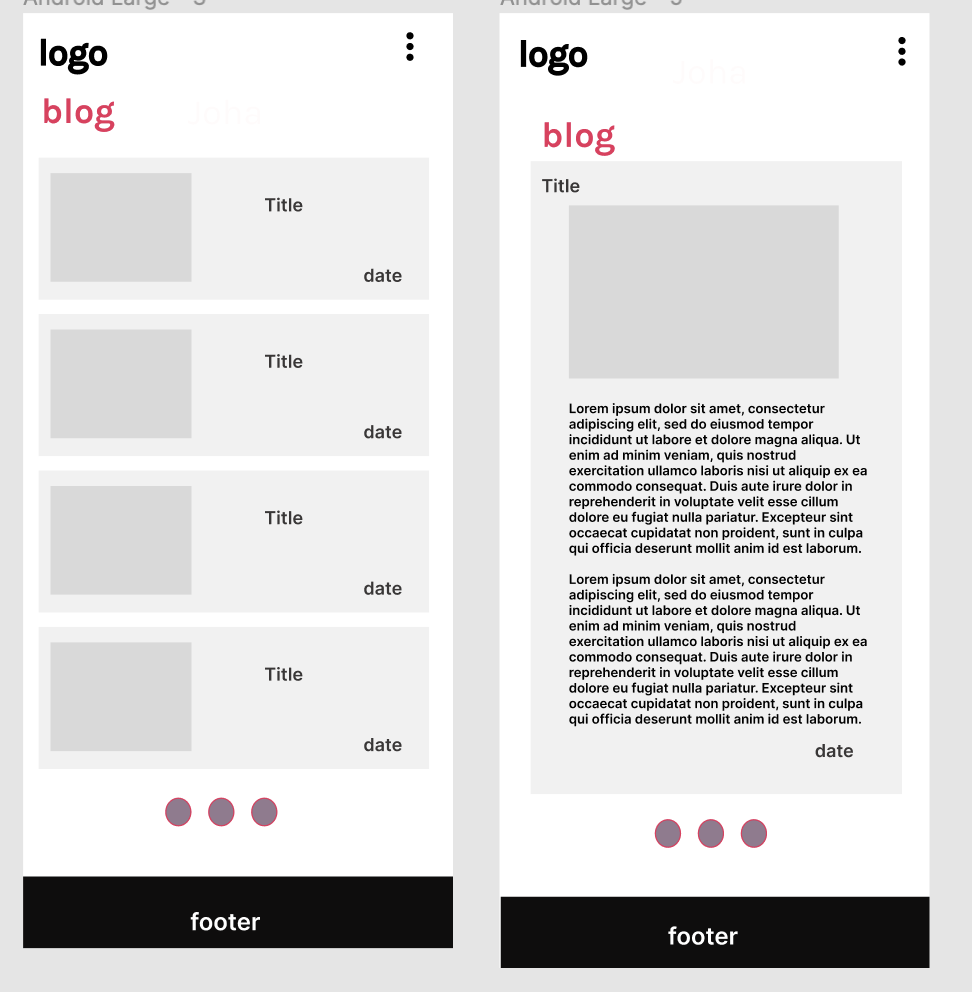 Android Large - 3
logo
blog
Joha
Title
date
Title
date
Title
date
Title
date
footer
logo
Joha
blog
Title
Lorem ipsum dolor sit amet, consectetur
adipiscing elit, sed do eiusmod tempor
incididunt ut labore et dolore magna aliqua. Ut
enim ad minim veniam, quis nostrud
exercitation ullamco laboris nisi ut aliquip ex ea
commodo consequat. Duis aute irure dolor in
reprehenderit in voluptate velit esse cillum
dolore eu fugiat nulla pariatur. Excepteur sint
occaecat cupidatat non proident, sunt in culpa
qui officia deserunt mollit anim id est laborum.
Lorem ipsum dolor sit amet, consectetur
adipiscing elit, sed do eiusmod tempor
incididunt ut labore et dolore magna aliqua. Ut
enim ad minim veniam, quis nostrud
exercitation ullamco laboris nisi ut aliquip ex ea
commodo consequat. Duis aute irure dolor in
reprehenderit in voluptate velit esse cillum
dolore eu fugiat nulla pariatur. Excepteur sint
occaecat cupidatat non proident, sunt in culpa
qui officia deserunt mollit anim id est laborum.
date
footer